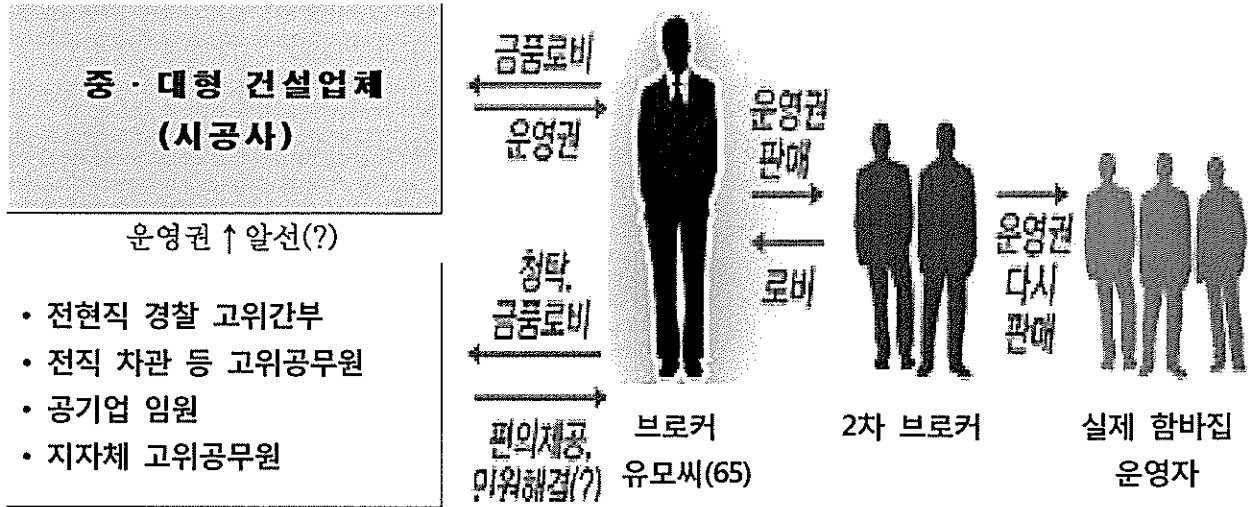 중 · 대형 건설업체
(시공사)
운영권 ↑ 알선(?)
• 전현직 경찰 고위간부
• 전직 차관 등 고위공무원
• 공기업 임원
• 지자체 고위공무원
금품로비
운영권
청탁,
금품로비
편의제공,
민원해결(?)
브로커
유모씨(65)
운영권
판매
로비
2차 브로커
운영권
다시
판매
실제 함바집
운영자